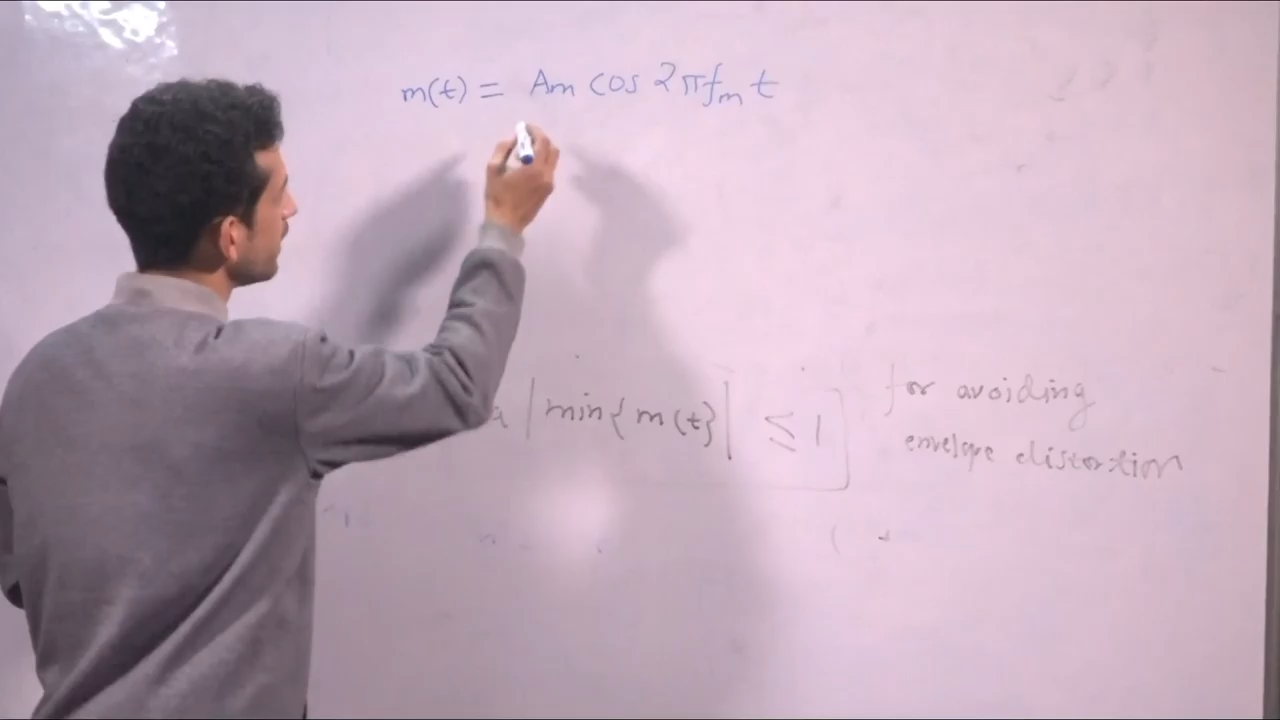 m(t) = Am cos 2πfm t
a |min{m(t}| ≤ 1
for avoiding
envelope distortion